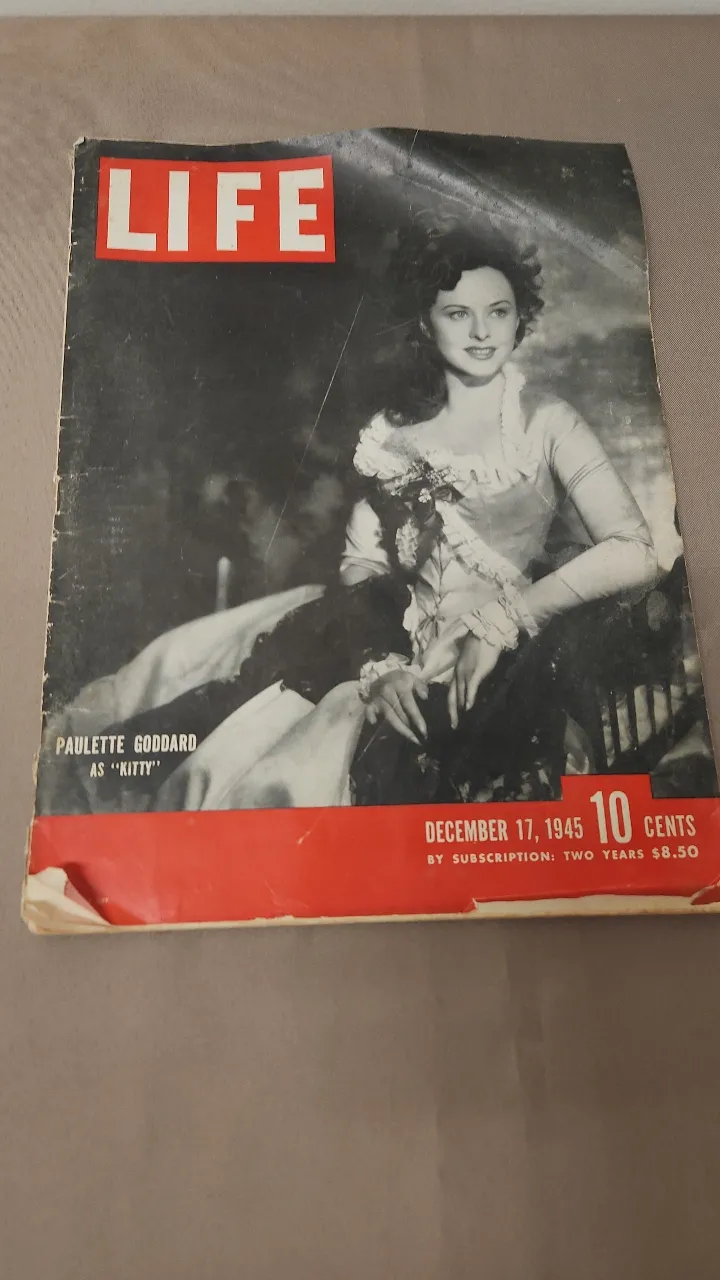 LIFE
PAULETTE GODDARD
AS "KITTY"
DECEMBER 17, 1945 10 CENTS
BY SUBSCRIPTION: TWO YEARS $8.50